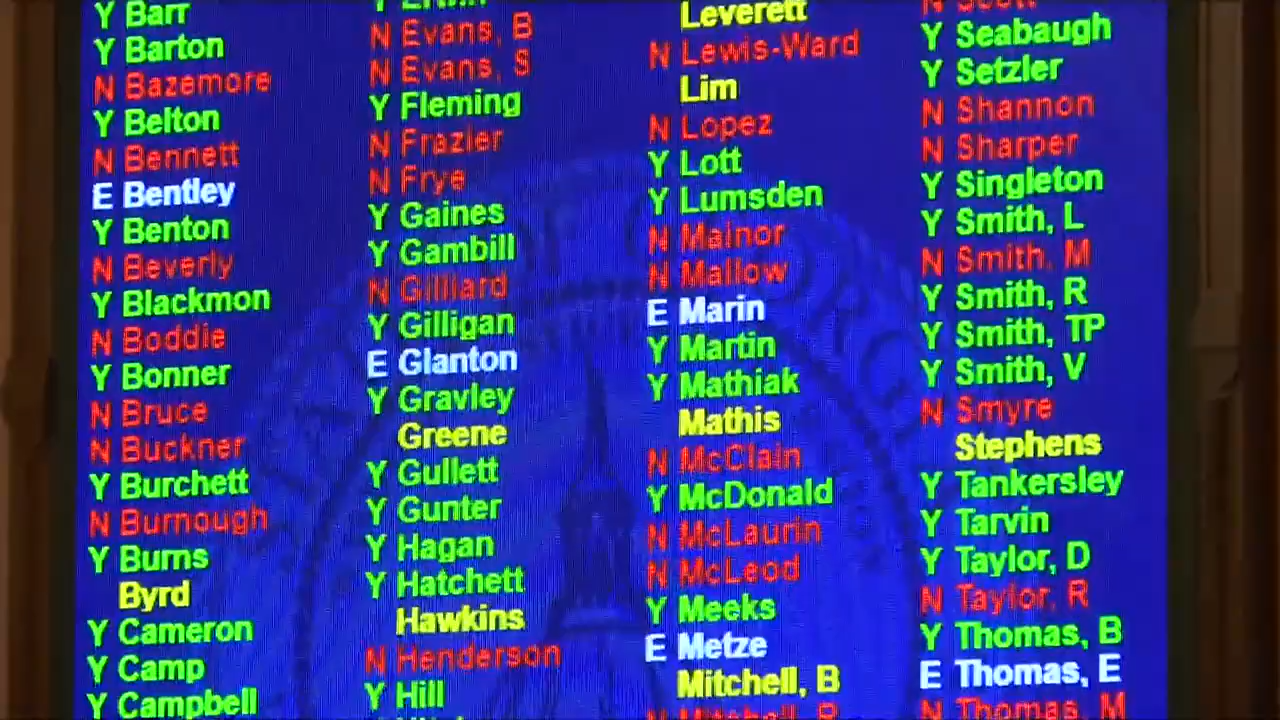 Y Barr
Y Barton
N Bazemore
Y Belton
N Bennett
E Bentley
Y Benton
N Beverly
Y Blackmon
N Boddie
Y Bonner
N Bruce
N Buckner
Y Burchett
N Burnough
Y Burns
Byrd
Y Cameron
Y Camp
Y Campbell
N Evans, B
N Evans, S
Y Fleming
N Frazier
N Frye
Y Gaines
Y Gambill
N Gilliard
Y Gilligan
E Glanton
Y Gravley
Greene
Y Gullett
Y Gunter
Y Hagan
Y Hatchett
Hawkins
N Henderson
Y Hill
Leverett
N Lewis-Ward
Lim
N Lopez
Y Lott
Y Lumsden
N Mainor
N Mallow
E Marin
Y Martin
Y Mathiak
Mathis
N McClain
Y McDonald
N McLaurin
N McLeod
Y Meeks
E Metze
Mitchell, B
N Scott
Y Seabaugh
Y Setzler
N Shannon
N Sharper
Y Singleton
Y Smith, L
N Smith, M
Y Smith, R
Y Smith, TP
Y Smith, V
N Smyre
Stephens
Y Tankersley
Y Tarvin
Y Taylor, D
N Taylor, R
Y Thomas, B
E Thomas, E
N Thomas, M